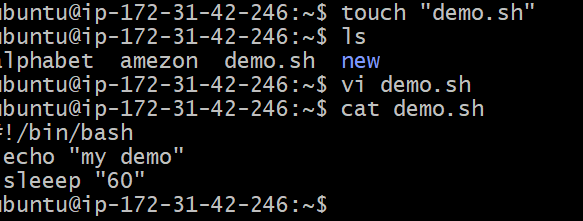 ubuntu@ip-172-31-42-246:~$ touch "demo.sh"
ubuntu@ip-172-31-42-246:~$ ls
alphabet  amezon  demo.sh  new
ubuntu@ip-172-31-42-246:~$ vi demo.sh
ubuntu@ip-172-31-42-246:~$ cat demo.sh
#!/bin/bash
echo "my demo"
sleeep "60"
ubuntu@ip-172-31-42-246:~$